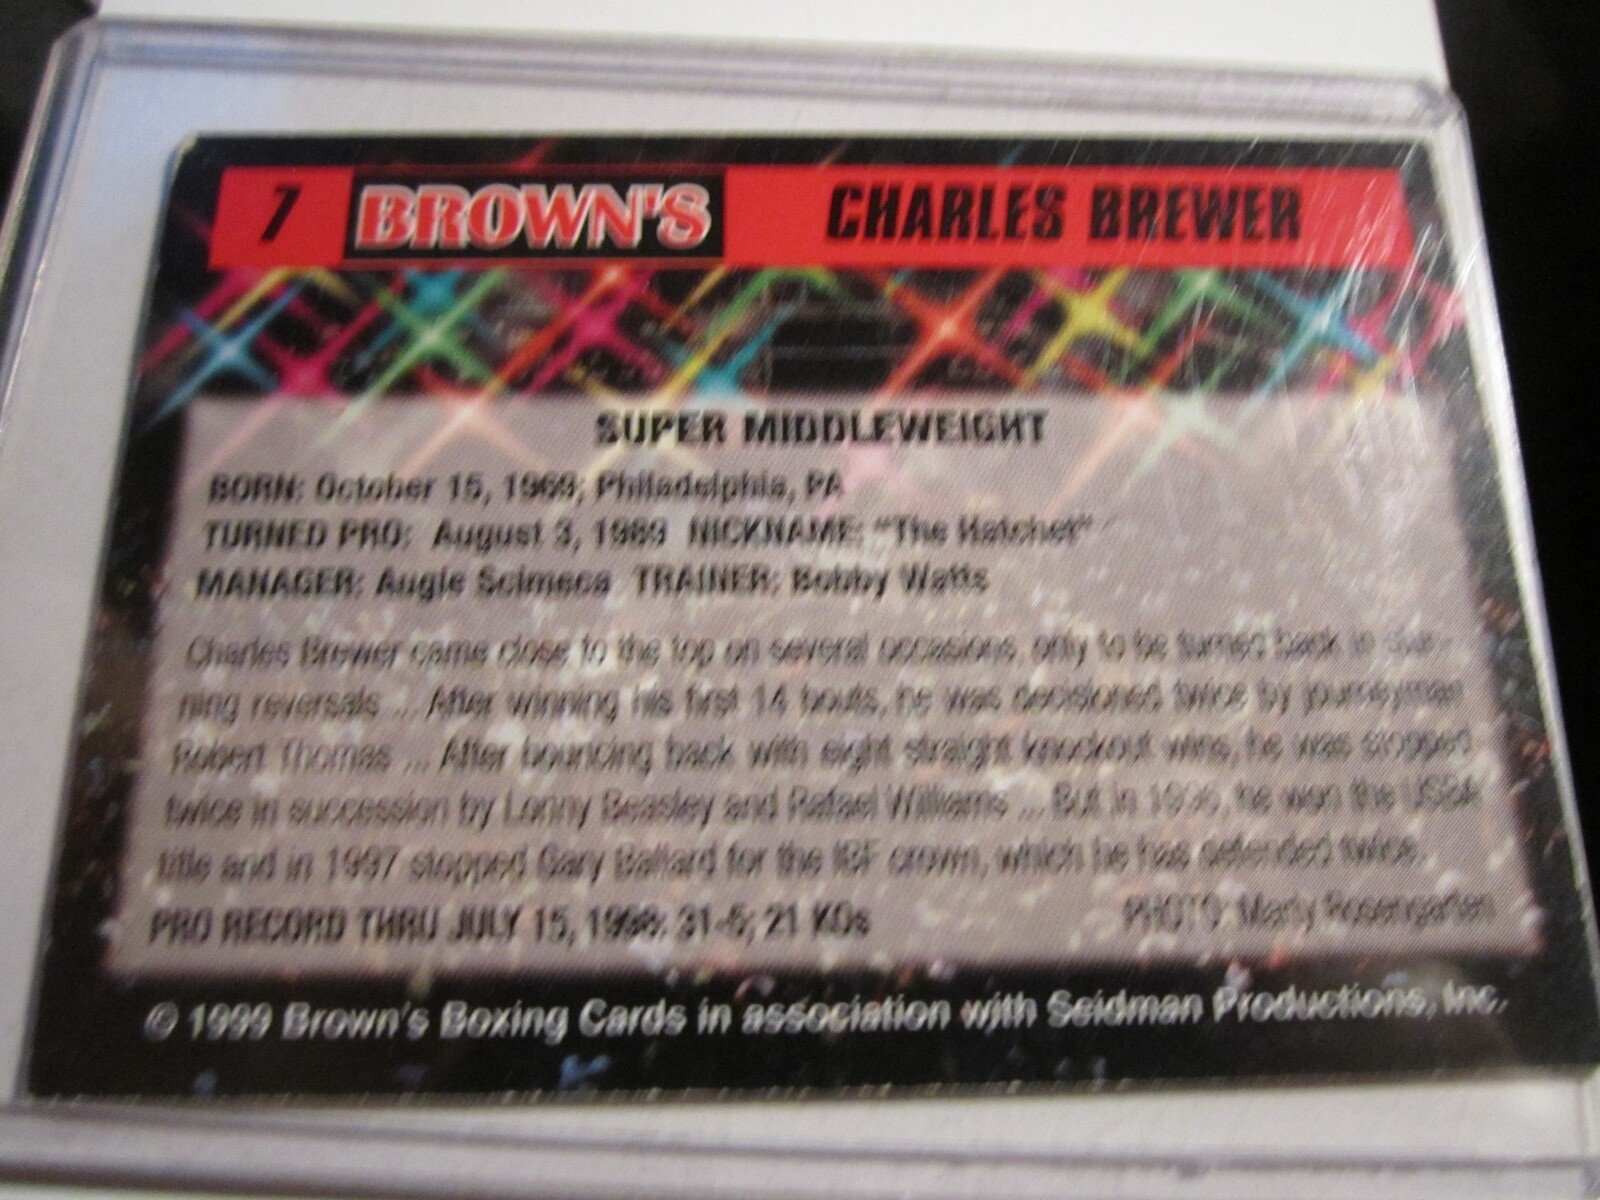 7 BROWN'S CHARLES BREWER
SUPER MIDDLEWEIGHT
BORN: October 15, 1969; Philadelphia, PA
TURNED PRO: August 3, 1989 NICKNAME: "The Hatchet"
MANAGER: Augie Scimeca TRAINER: Bobby Watts
Charles Brewer came close to the top on several occasions, only to be turned back in stun-
ning reversals ... After winning his first 14 bouts, he was decisioned twice by journeyman
Robert Thomas ... After bouncing back with eight straight knockout wins, he was stopped
twice in succession by Lonny Beasley and Rafael Williams ... But in he won the USBA
title and in 1997 stopped Gary Ballard for the IBF crown, which he has defended twice.
PRO RECORD THRU JULY 15, 1998: 31-5; 21 KOs PHOTO: Marty Rosengarten
© 1999 Brown's Boxing Cards in association with Seidman Productions, Inc.